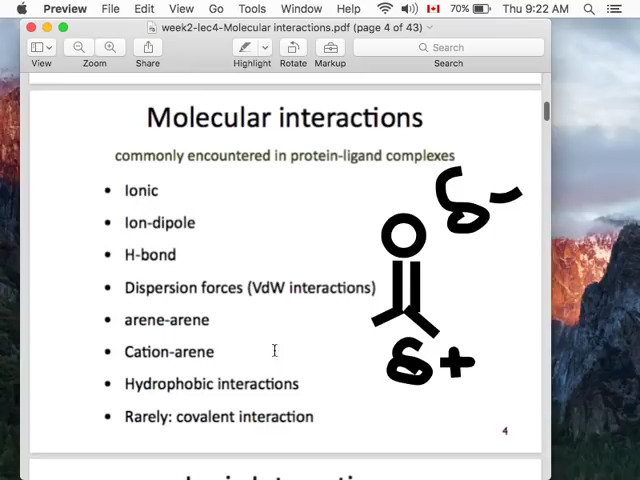 Preview File Edit View Go Tools Window Help 70% Thu 9:22 AM
week2-lec4-Molecular interactions.pdf (page 4 of 43)
View Zoom Share Highlight Rotate Markup Search
Search
Molecular interactions
commonly encountered in protein-ligand complexes
• Ionic
• Ion-dipole
• H-bond
• Dispersion forces (VdW interactions)
• arene-arene
• Cation-arene
• Hydrophobic interactions
• Rarely: covalent interaction
δ-
O
δ+
4